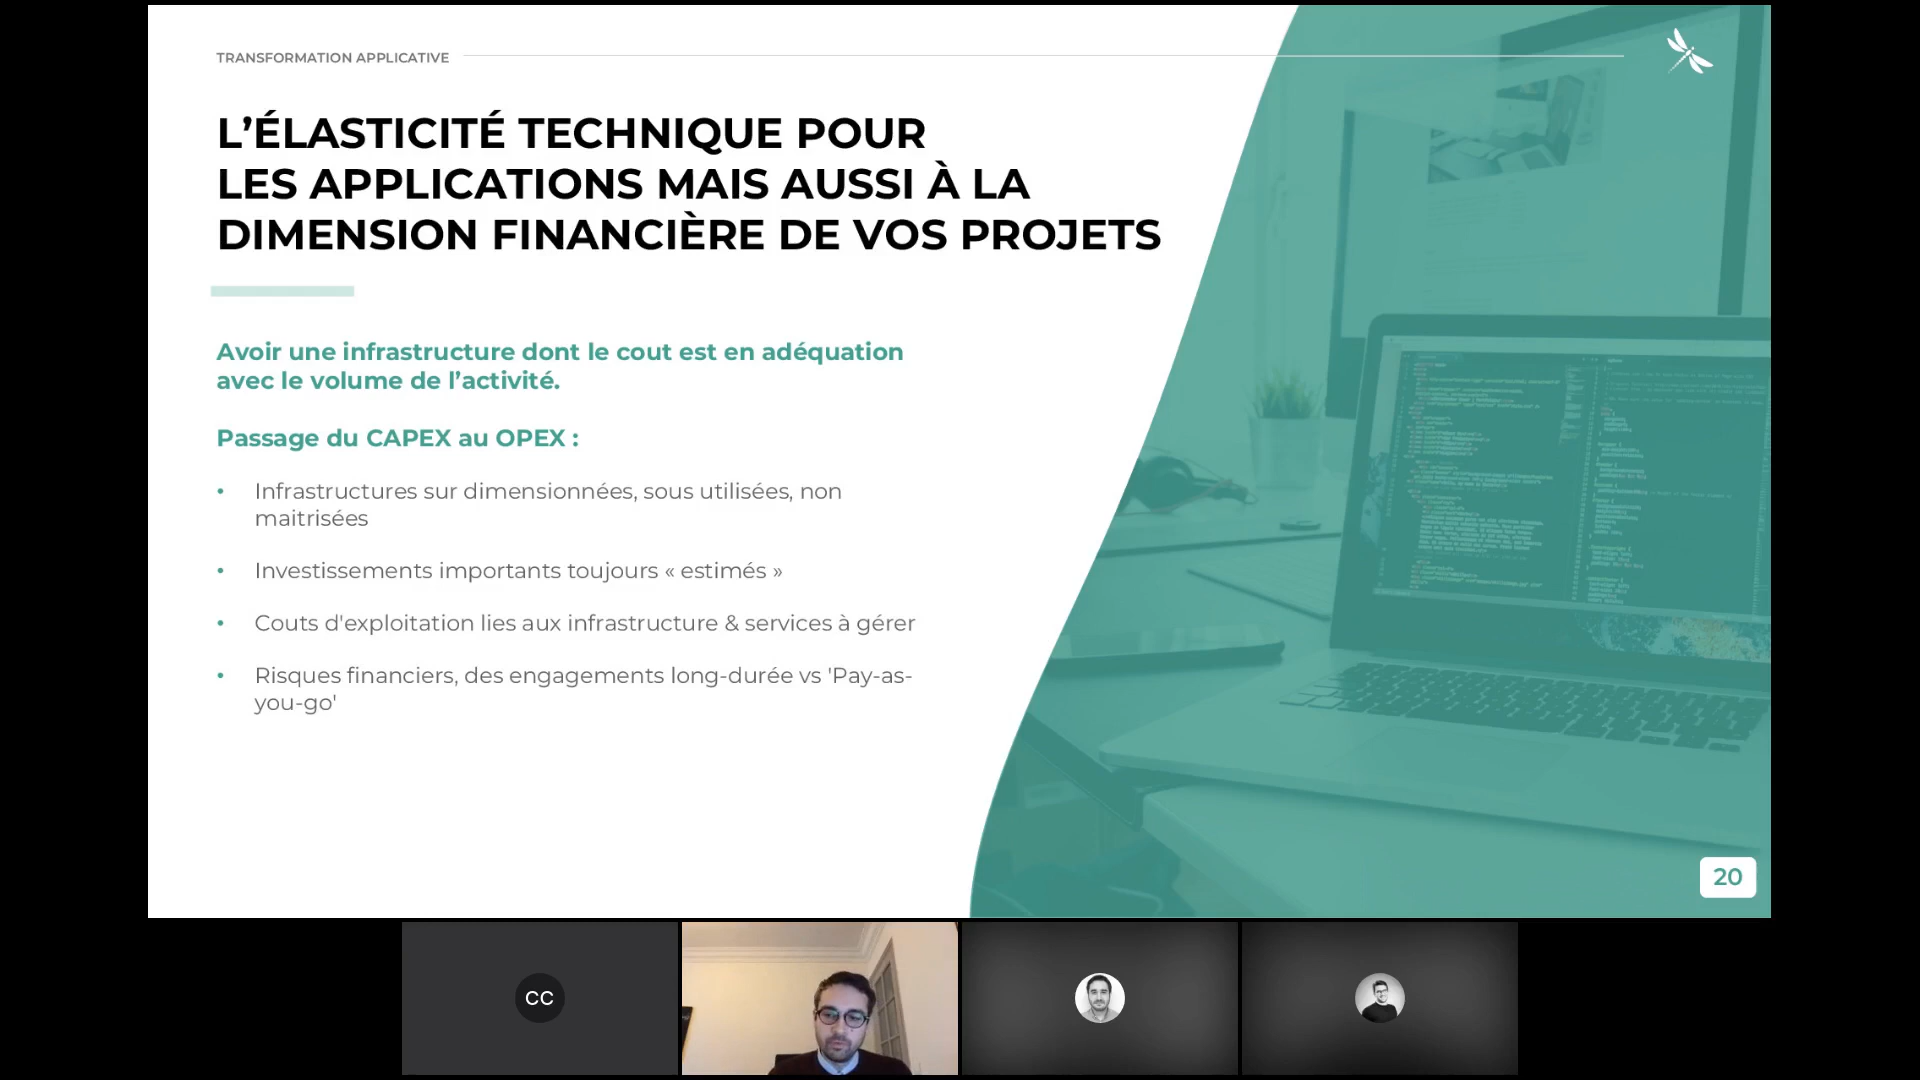 TRANSFORMATION APPLICATIVE
L’ÉLASTICITÉ TECHNIQUE POUR
LES APPLICATIONS MAIS AUSSI À LA
DIMENSION FINANCIÈRE DE VOS PROJETS
Avoir une infrastructure dont le cout est en adéquation
avec le volume de l’activité.
Passage du CAPEX au OPEX :
• Infrastructures sur dimensionnées, sous utilisées, non
maitrisées
• Investissements importants toujours « estimés »
• Couts d'exploitation lies aux infrastructure & services à gérer
• Risques financiers, des engagements long-durée vs 'Pay-as-
you-go'
20
CC